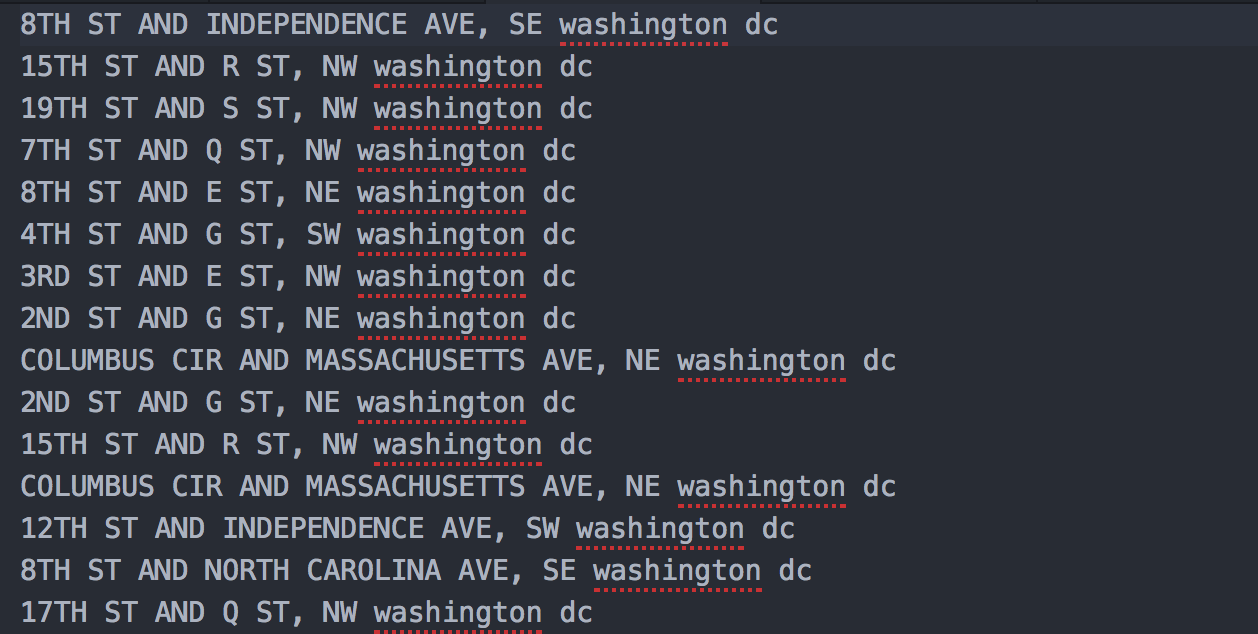 8TH ST AND INDEPENDENCE AVE, SE washington dc
15TH ST AND R ST, NW washington dc
19TH ST AND S ST, NW washington dc
7TH ST AND Q ST, NW washington dc
8TH ST AND E ST, NE washington dc
4TH ST AND G ST, SW washington dc
3RD ST AND E ST, NW washington dc
2ND ST AND G ST, NE washington dc
COLUMBUS CIR AND MASSACHUSETTS AVE, NE washington dc
2ND ST AND G ST, NE washington dc
15TH ST AND R ST, NW washington dc
COLUMBUS CIR AND MASSACHUSETTS AVE, NE washington dc
12TH ST AND INDEPENDENCE AVE, SW washington dc
8TH ST AND NORTH CAROLINA AVE, SE washington dc
17TH ST AND Q ST, NW washington dc